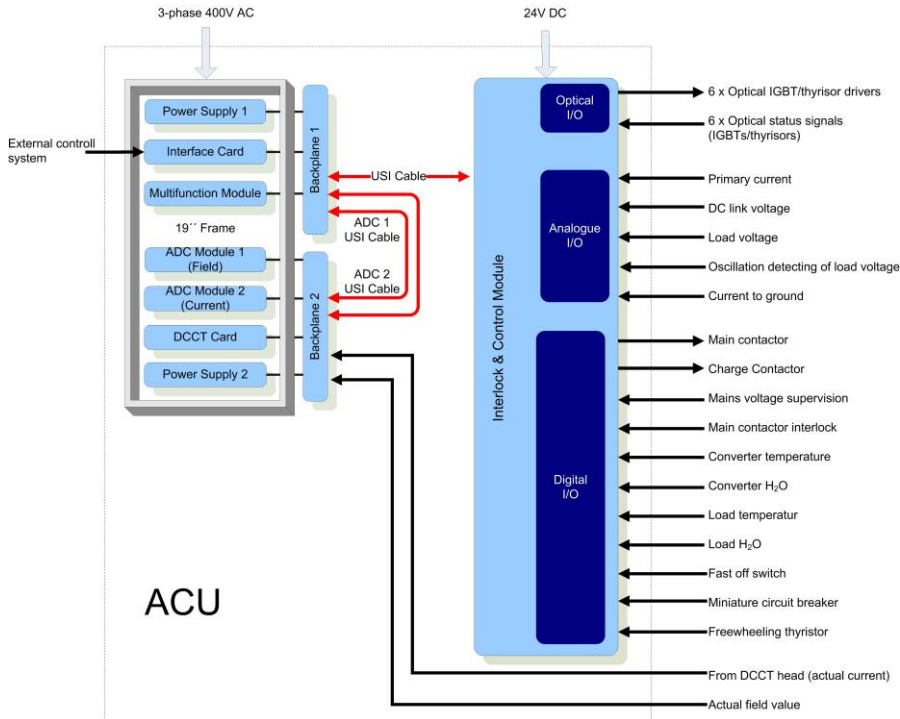 3-phase 400V AC
24V DC
Power Supply 1
External controll
system
Interface Card
Multifunction Module
19´´ Frame
ADC Module 1
(Field)
ADC Module 2
(Current)
DCCT Card
Power Supply 2
Backplane 1
Backplane 2
USI Cable
ADC 1
USI Cable
ADC 2
USI Cable
Interlock & Control Module
Optical
I/O
Analogue
I/O
Digital
I/O
6 x Optical IGBT/thyrisor drivers
6 x Optical status signals
(IGBTs/thyrisors)
Primary current
DC link voltage
Load voltage
Oscillation detecting of load voltage
Current to ground
Main contactor
Charge Contactor
Mains voltage supervision
Main contactor interlock
Converter temperature
Converter H₂O
Load temperatur
Load H₂O
Fast off switch
Miniature circuit breaker
Freewheeling thyristor
From DCCT head (actual current)
Actual field value
ACU